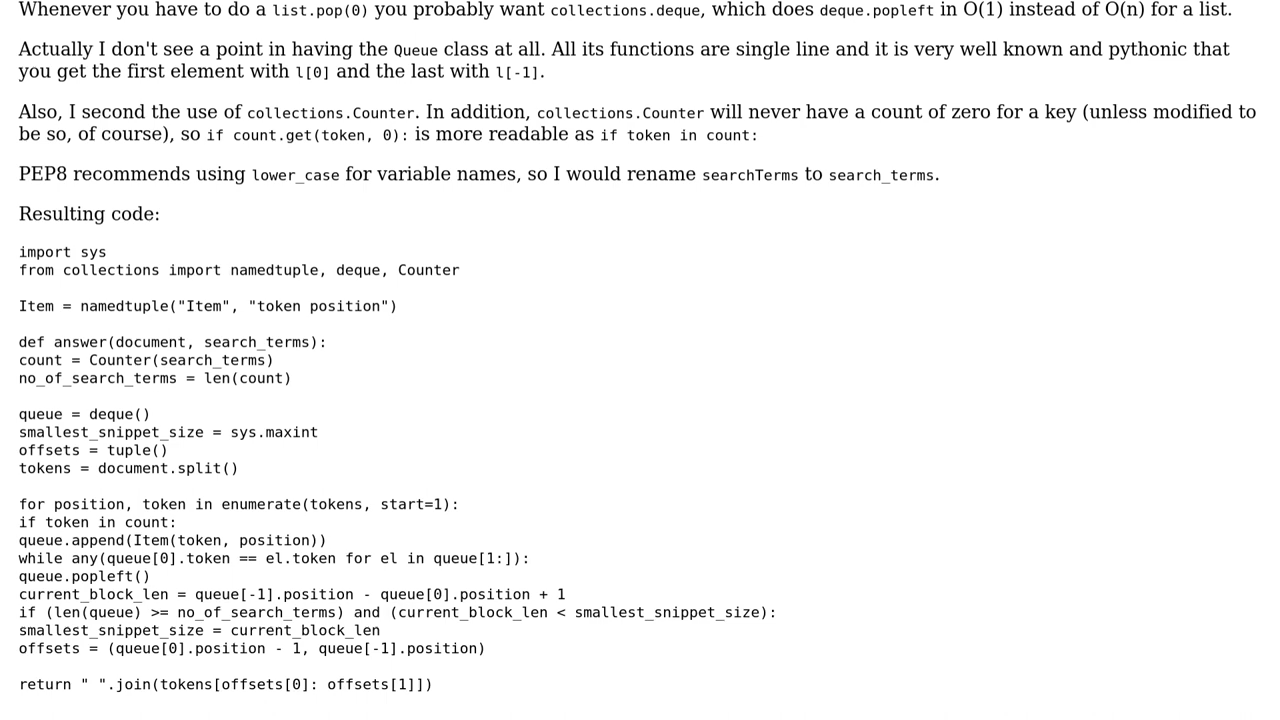 Whenever you have to do a list.pop(0) you probably want collections.deque, which does deque.popleft in O(1) instead of O(n) for a list.
Actually I don't see a point in having the Queue class at all. All its functions are single line and it is very well known and pythonic that
you get the first element with l[0] and the last with l[-1].
Also, I second the use of collections.Counter. In addition, collections.Counter will never have a count of zero for a key (unless modified to
be so, of course), so if count.get(token, 0): is more readable as if token in count:
PEP8 recommends using lower_case for variable names, so I would rename searchTerms to search_terms.
Resulting code:
import sys
from collections import namedtuple, deque, Counter
Item = namedtuple("Item", "token position")
def answer(document, search_terms):
count = Counter(search_terms)
no_of_search_terms = len(count)
queue = deque()
smallest_snippet_size = sys.maxint
offsets = tuple()
tokens = document.split()
for position, token in enumerate(tokens, start=1):
if token in count:
queue.append(Item(token, position))
while any(queue[0].token == el.token for el in queue[1:]):
queue.popleft()
current_block_len = queue[-1].position - queue[0].position + 1
if (len(queue) >= no_of_search_terms) and (current_block_len < smallest_snippet_size):
smallest_snippet_size = current_block_len
offsets = (queue[0].position - 1, queue[-1].position)
return " ".join(tokens[offsets[0]: offsets[1]])